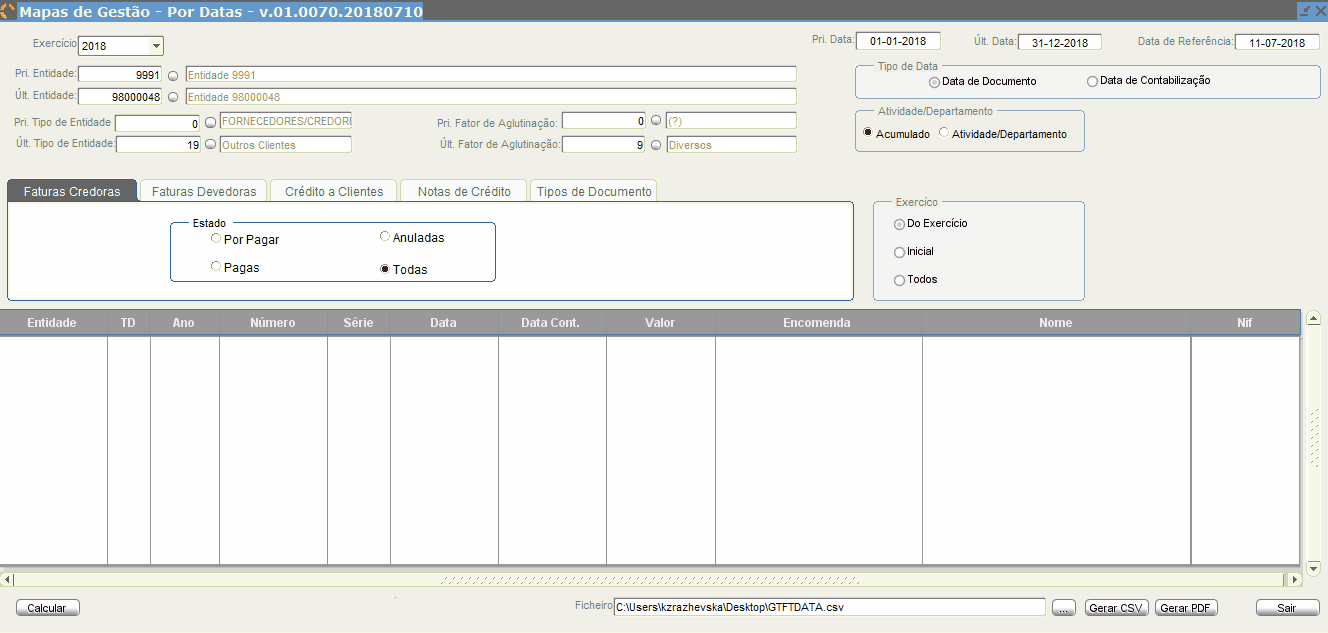 Mapas de Gestão - Por Datas - v.01.0070.20180710
Exercício 2018 Pri. Data: 01-01-2018 Últ. Data: 31-12-2018 Data de Referência: 11-07-2018
Pri. Entidade: 9991 Entidade 9991
Últ. Entidade: 98000048 Entidade 98000048
Tipo de Data
Data de Documento Data de Contabilização
Pri. Tipo de Entidade 0 FORNECEDORES/CREDORI Pri. Fator de Aglutinação: 0 (?)
Últ. Tipo de Entidade: 19 Outros Clientes Últ. Fator de Aglutinação: 9 Diversos
Atividade/Departamento
Acumulado Atividade/Departamento
Faturas Credoras Faturas Devedoras Crédito a Clientes Notas de Crédito Tipos de Documento
Estado
Por Pagar Anuladas
Pagas Todas
Exercíco
Do Exercício
Inicial
Todos
Entidade TD Ano Número Série Data Data Cont. Valor Encomenda Nome Nif
Calcular Ficheiro C:\Users\kzrazhevska\Desktop\GTFTDATA.csv ... Gerar CSV Gerar PDF Sair